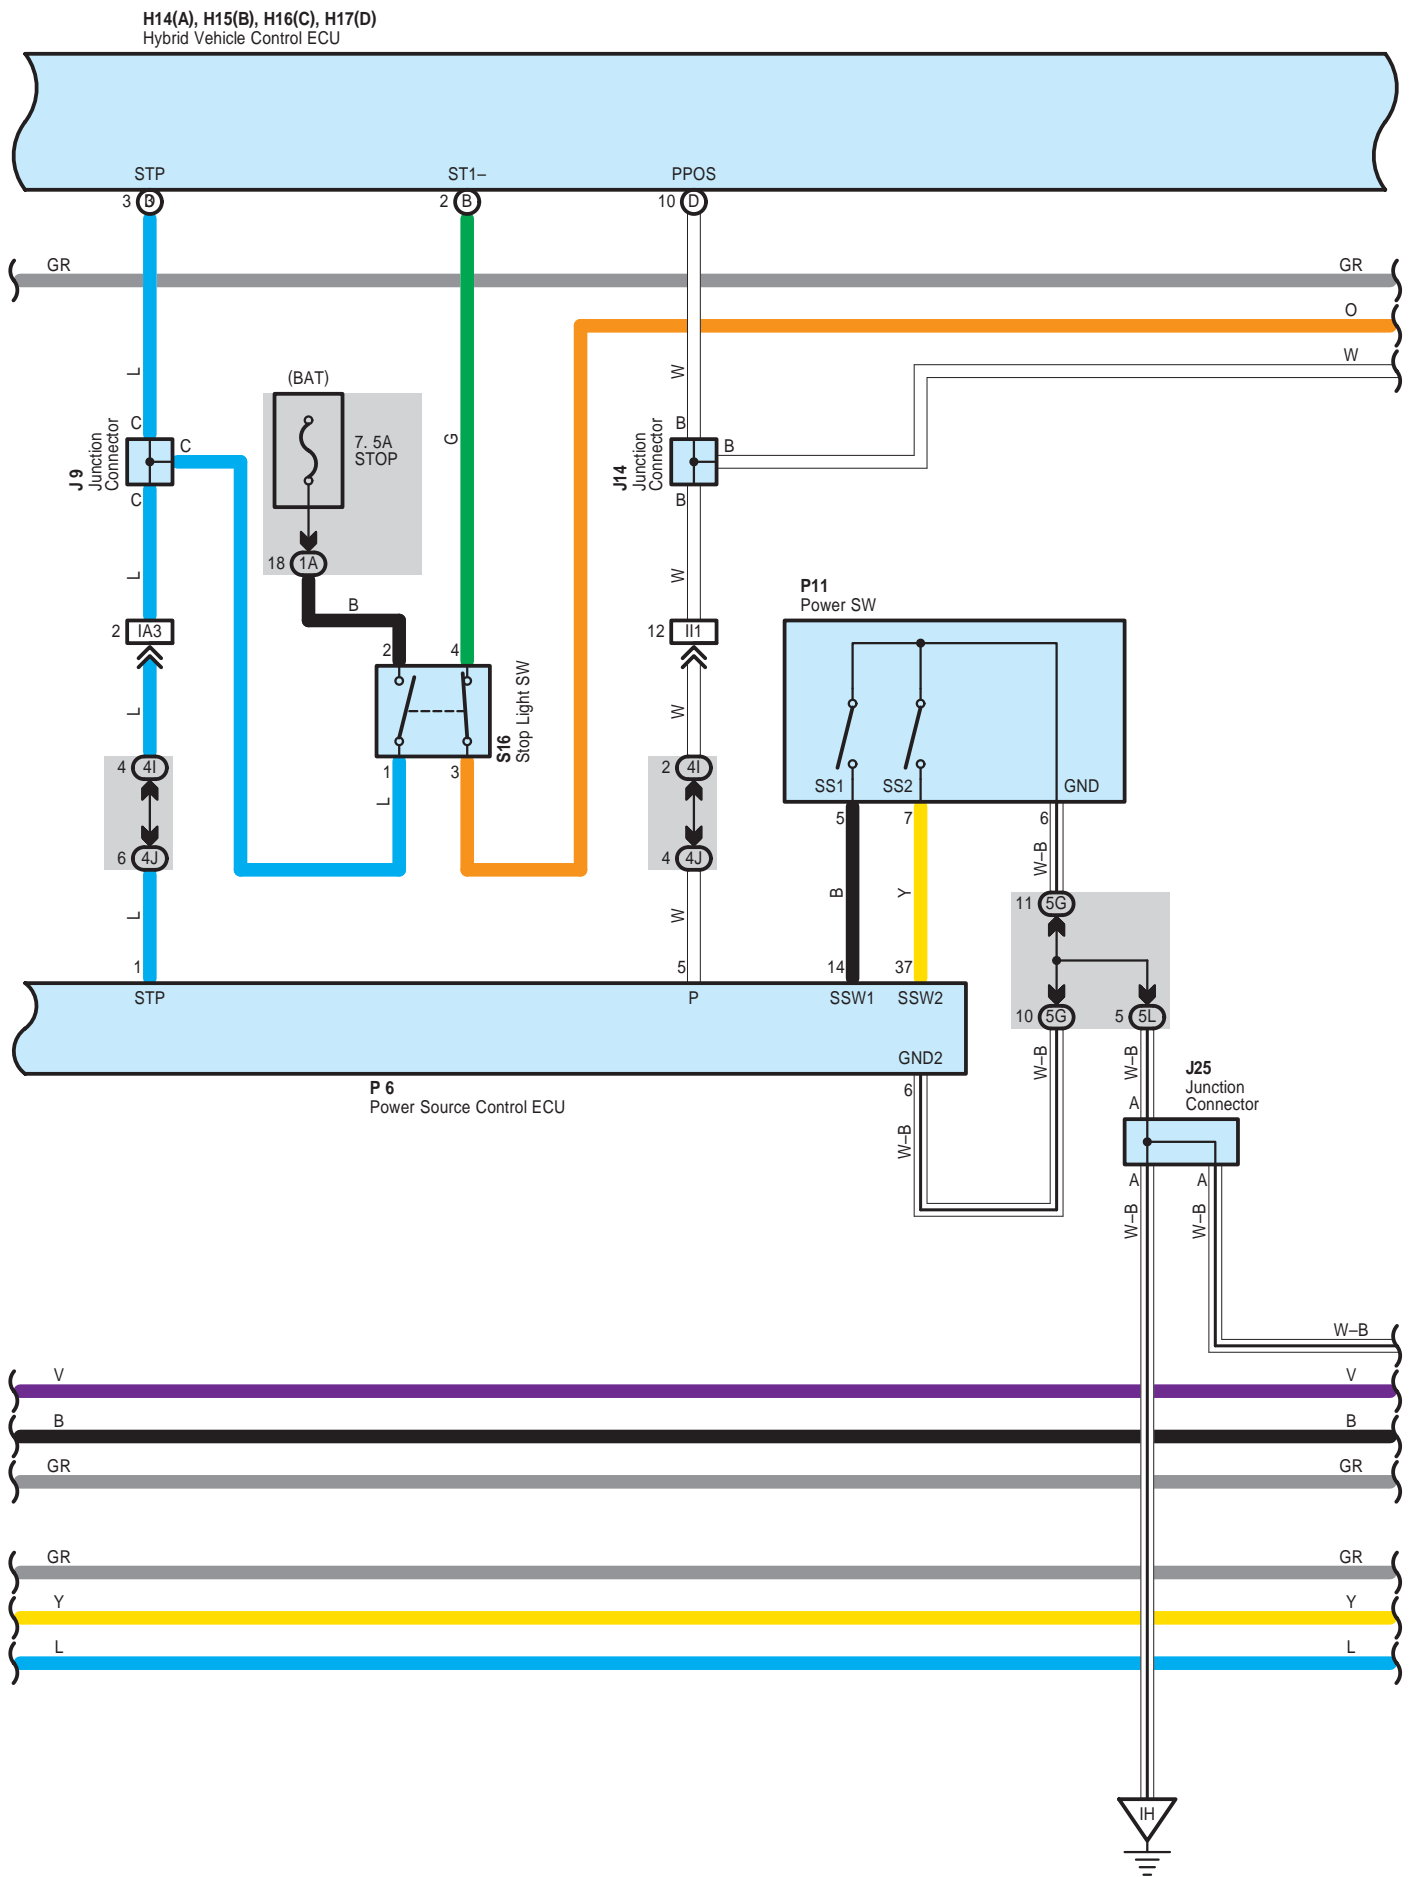 H14(A), H15(B), H16(C), H17(D)
Hybrid Vehicle Control ECU
STP ST1– PPOS
3 2 B 10 D
GR GR
O
W
L W
(BAT)
7. 5A
STOP
G
C C
J 9
Junction
Connector
C
B B
J14
Junction
Connector
B
18 1A
B
L W
P11
Power SW
2 IA3
12 II1
2 4
S16
Stop Light SW
1 3
L
L W
4 4I
6 4J
2 4I
4 4J
SS1 SS2 GND
5 7 6
B Y W–B
11 5G
10 5G 5 5L
L W
1 5 14 37
STP P SSW1 SSW2
GND2
P 6
Power Source Control ECU
6
W–B
W–B W–B
J25
Junction
Connector
A
A A
W–B W–B
W–B
V V
B B
GR GR
GR GR
Y Y
L L
IH